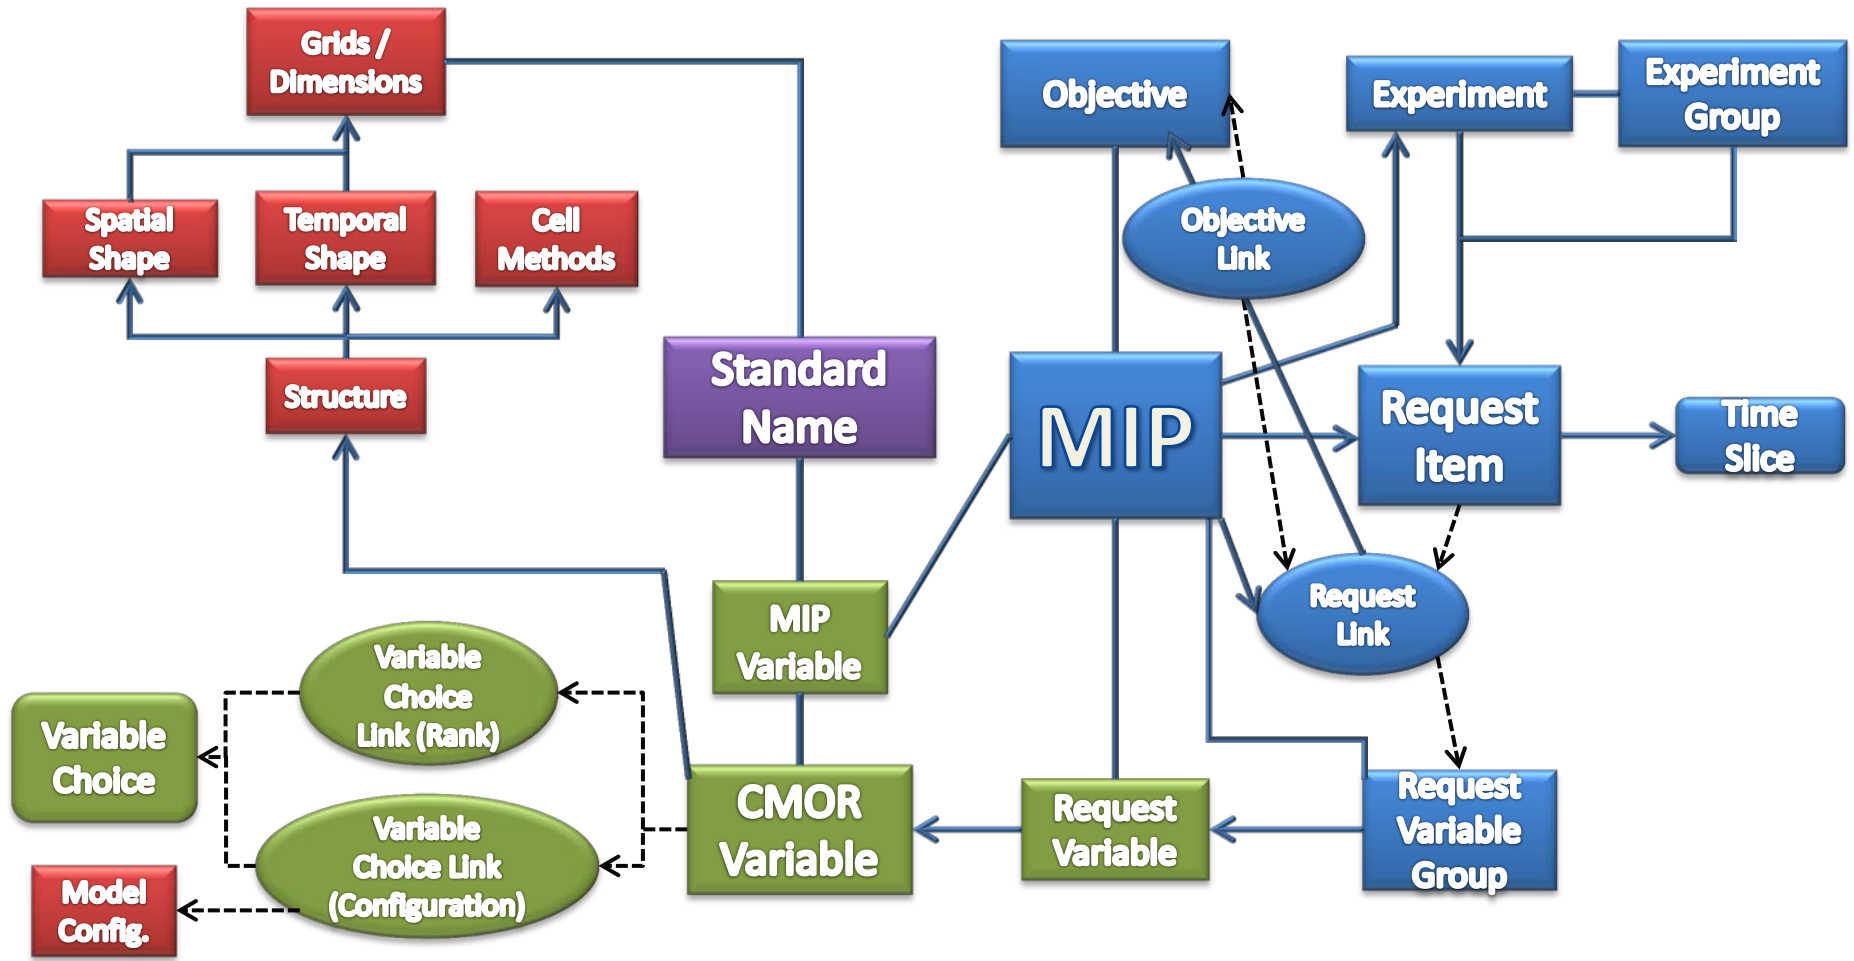 Grids /
Dimensions
Objective
Experiment
Experiment
Group
Spatial
Shape
Temporal
Shape
Cell
Methods
Objective
Link
Structure
Standard
Name
MIP
Request
Item
Time
Slice
MIP
Variable
Request
Link
Variable
Choice
Link (Rank)
Variable
Choice
CMOR
Variable
Request
Variable
Request
Variable
Group
Variable
Choice Link
(Configuration)
Model
Config.